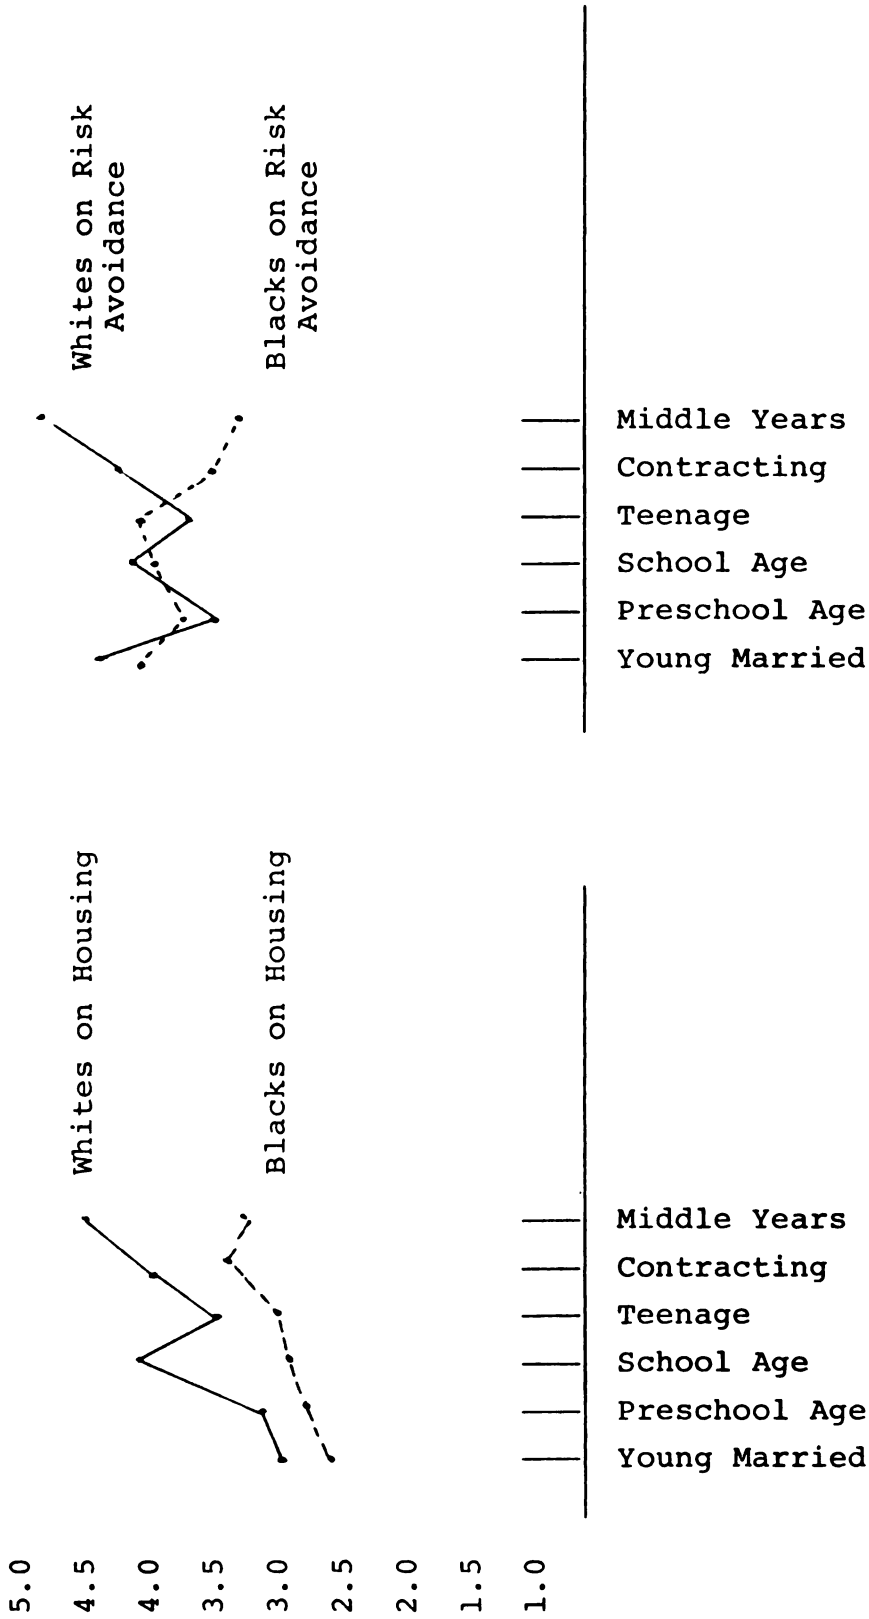 Whites on Risk
Avoidance
Blacks on Risk
Avoidance
Middle Years
Contracting
Teenage
School Age
Preschool Age
Young Married
Whites on Housing
Blacks on Housing
Middle Years
Contracting
Teenage
School Age
Preschool Age
Young Married
5.0
4.5
4.0
3.5
3.0
2.5
2.0
1.5
1.0